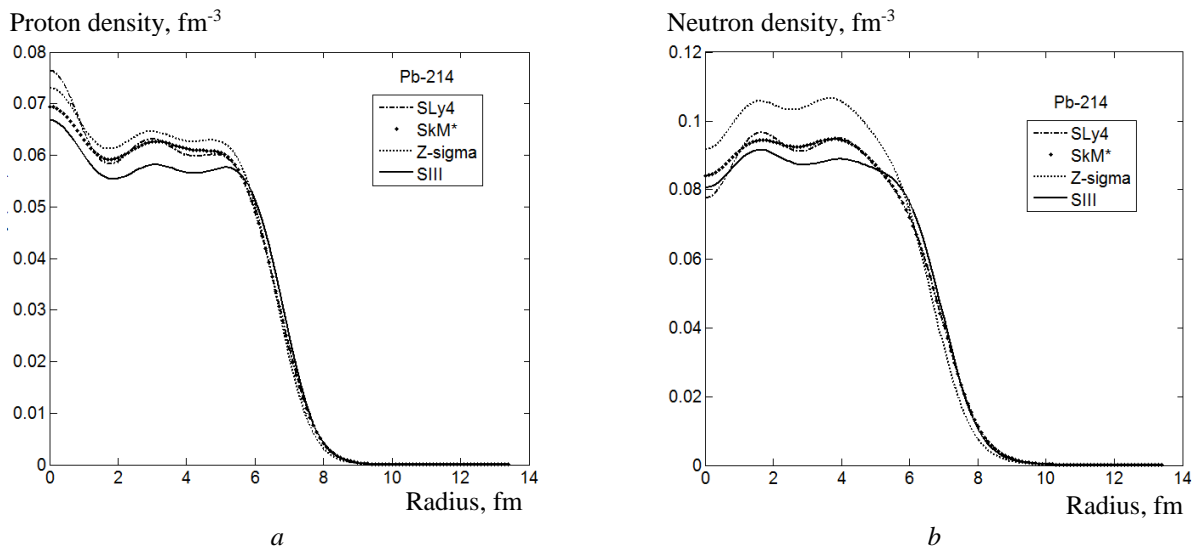 Proton density, fm-3
0.08
0.07
0.06
0.05
0.04
0.03
0.02
0.01
0
0 2 4 6 8 10 12 14
Pb-214
SLy4
SkM*
Z-sigma
SIII
Radius, fm
a
Neutron density, fm-3
0.12
0.1
0.08
0.06
0.04
0.02
0
0 2 4 6 8 10 12 14
Pb-214
SLy4
SkM*
Z-sigma
SIII
Radius, fm
b